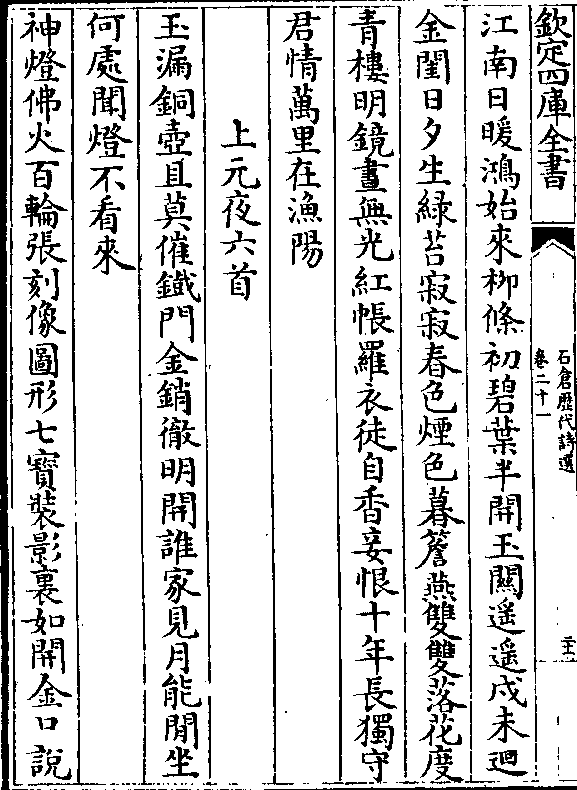 欽定四庫全書
石倉歷代詩選
卷二十一
二十二
江南日暖鴻始來柳條初碧葉半開玉關遥遥戍未迴
金閨日夕生緑苔寂寂春色煙色暮簷燕雙雙落花度
青樓明鏡晝無光紅帳羅衣徒自香妾恨十年長獨守
君情萬里在漁陽
上元夜六首
玉漏銅壺且莫催鐵門金鎖徹明開誰家見月能閒坐
何處聞燈不看來
神燈佛火百輪張刻像圖形七寶裝影裏如開金口說